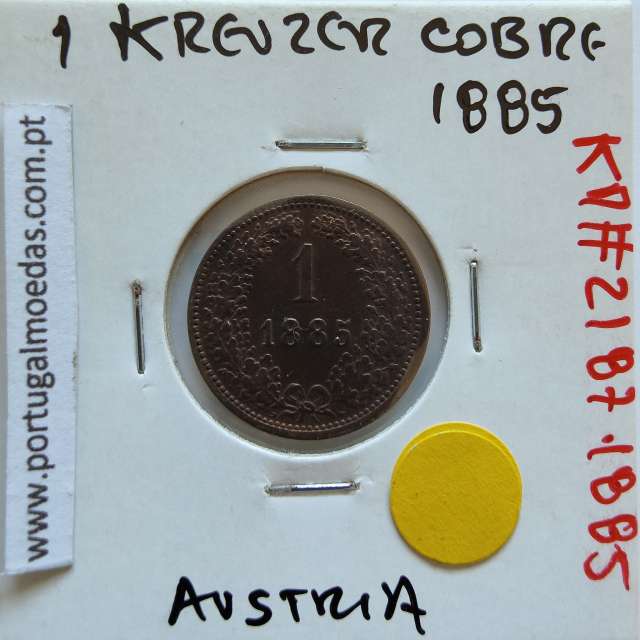 1 KREUZER COBRE
1885
www.portugalmoedas.com.pt
1
1885
KM#2187.1885
AUSTRIA